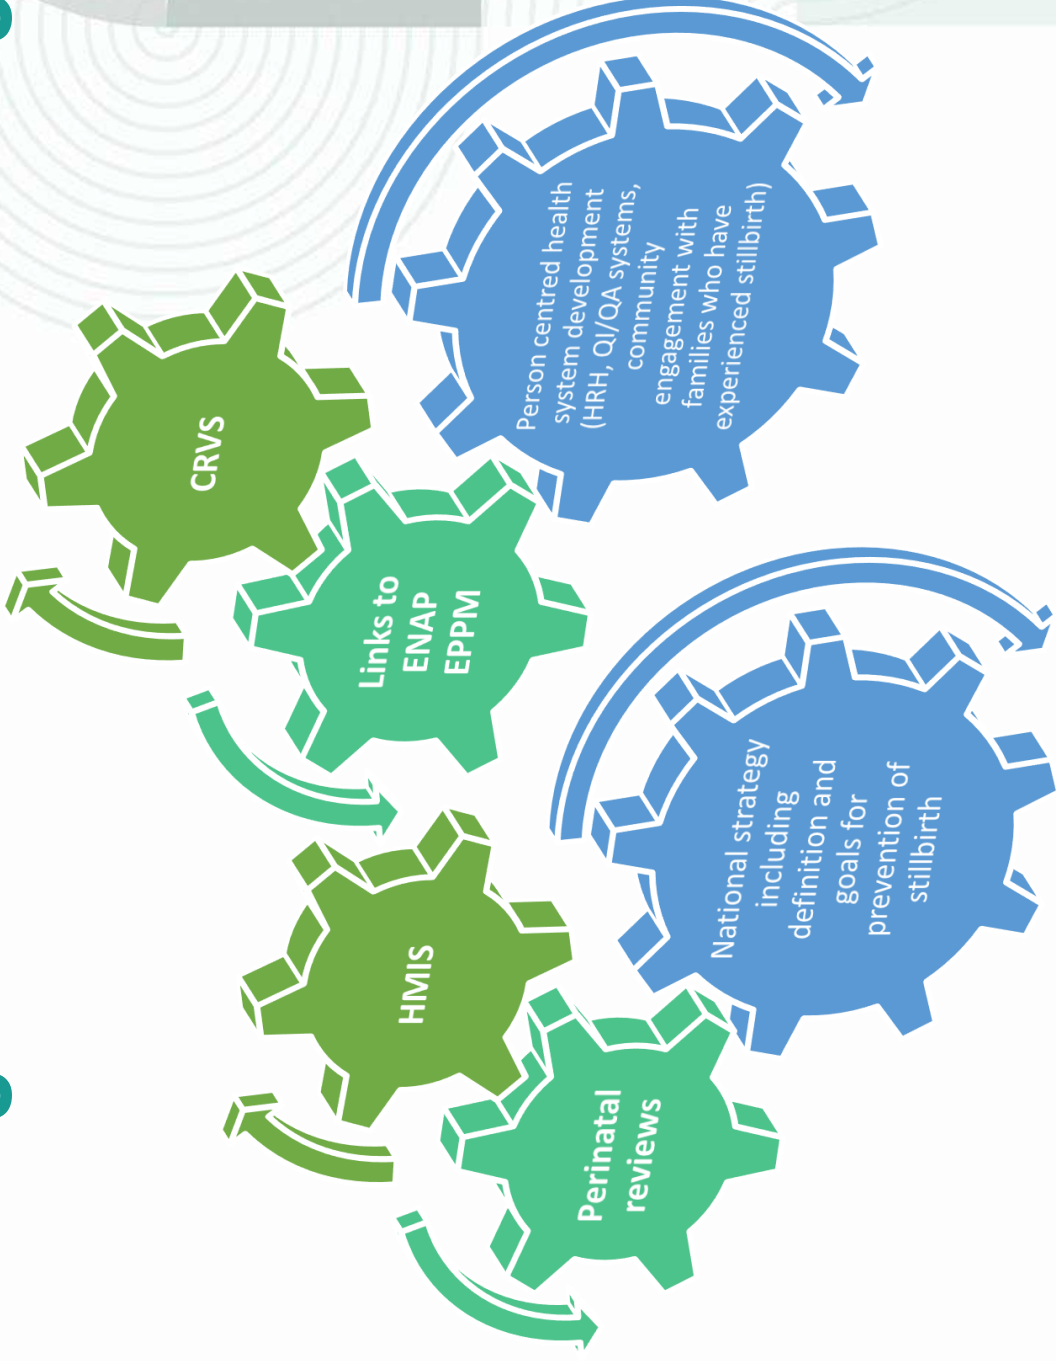 HMIS
Perinatal
reviews
National strategy
including
definition and
goals for
prevention of
stillbirth
CRVS
Links to
ENAP
EPPM
Person centred health
system development
(HRH, QI/QA systems,
community
engagement with
families who have
experienced stillbirth)